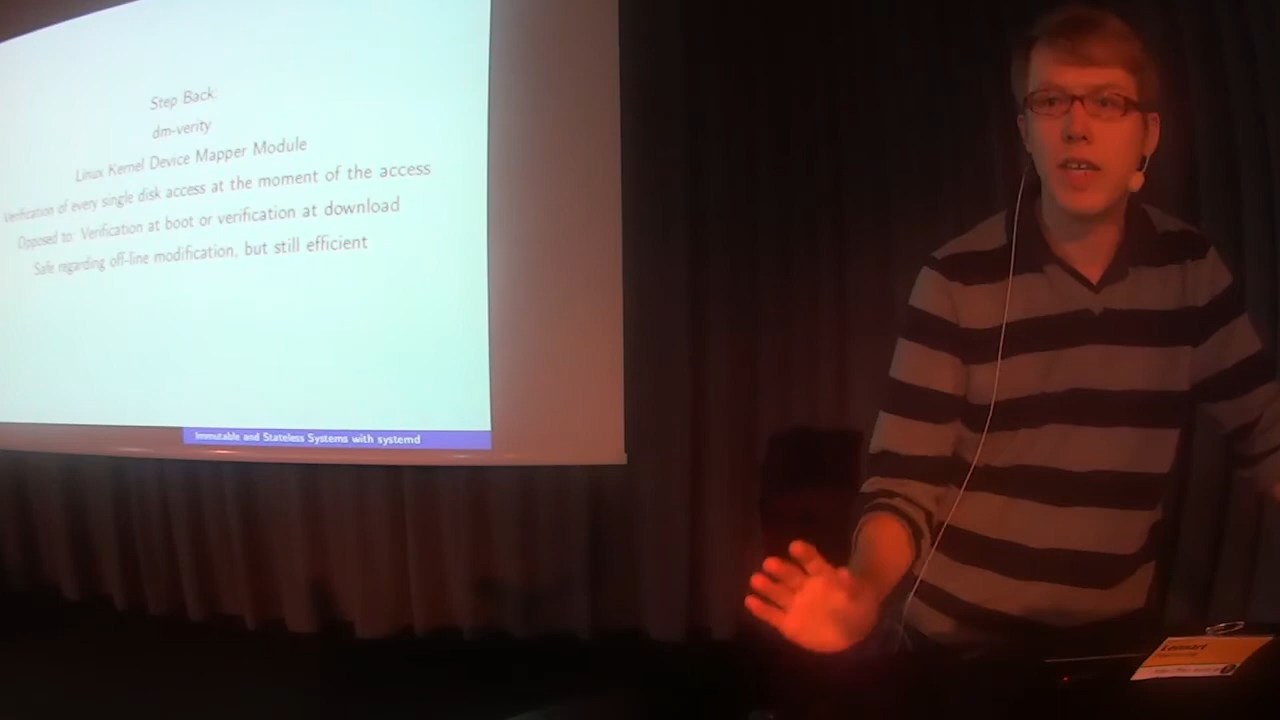 Step Back:
dm-verity
Linux Kernel Device Mapper Module
Verification of every single disk access at the moment of the access
Opposed to: Verification at boot or verification at download
Safe regarding off-line modification, but still efficient
Immutable and Stateless Systems with systemd
Lennart